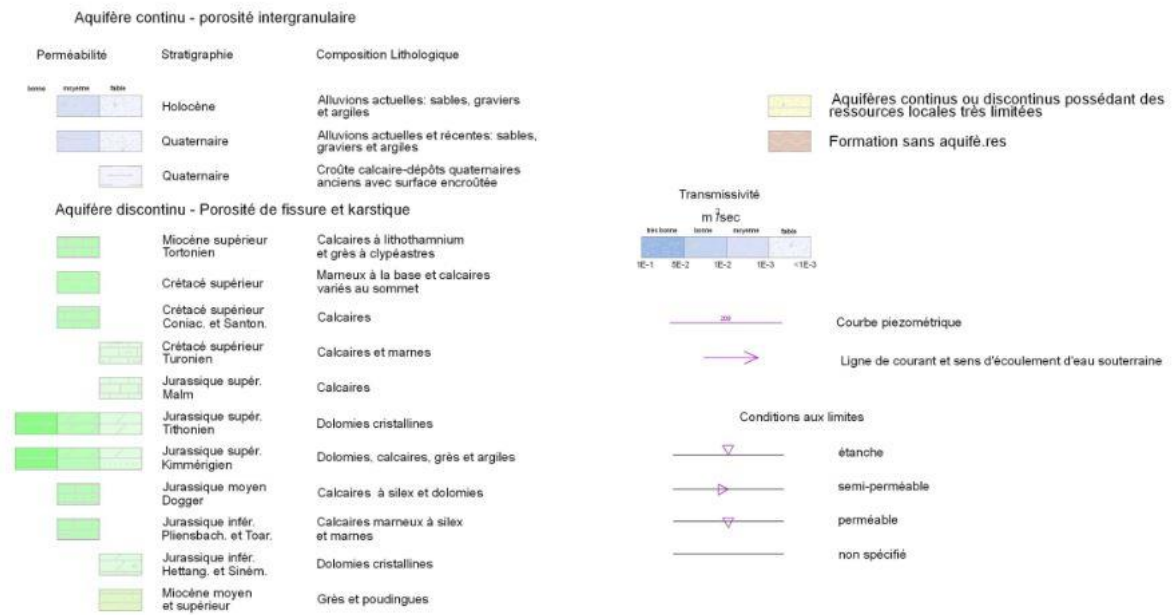 Aquifère continu - porosité intergranulaire
Perméabilité Stratigraphie Composition Lithologique
bonne moyenne faible
Holocène
Alluvions actuelles: sables, graviers
et argiles
Quaternaire
Alluvions actuelles et récentes: sables,
graviers et argiles
Quaternaire
Croûte calcaire-dépôts quaternaires
anciens avec surface encroûtée
Aquifère discontinu - Porosité de fissure et karstique
Miocène supérieur
Tortonien
Calcaires à lithothamnium
et grès à clypéastres
Crétacé supérieur
Marneux à la base et calcaires
variés au sommet
Crétacé supérieur
Coniac. et Santon.
Calcaires
Crétacé supérieur
Turonien
Calcaires et marnes
Jurassique supér.
Malm
Calcaires
Jurassique supér.
Tithonien
Dolomies cristallines
Jurassique supér.
Kimmérigien
Dolomies, calcaires, grès et argiles
Jurassique moyen
Dogger
Calcaires à silex et dolomies
Jurassique infér.
Pliensbach. et Toar.
Calcaires marneux à silex
et marnes
Jurassique infér.
Hettang. et Siném.
Dolomies cristallines
Miocène moyen
et supérieur
Grès et poudingues
Aquifères continus ou discontinus possédant des
ressources locales très limitées
Formation sans aquifè.res
Transmissivité
m²/sec
très bonne bonne moyenne faible
1E-1 5E-2 1E-2 1E-3 <1E-3
200
Courbe piezométrique
Ligne de courant et sens d'écoulement d'eau souterraine
Conditions aux limites
étanche
semi-perméable
perméable
non spécifié